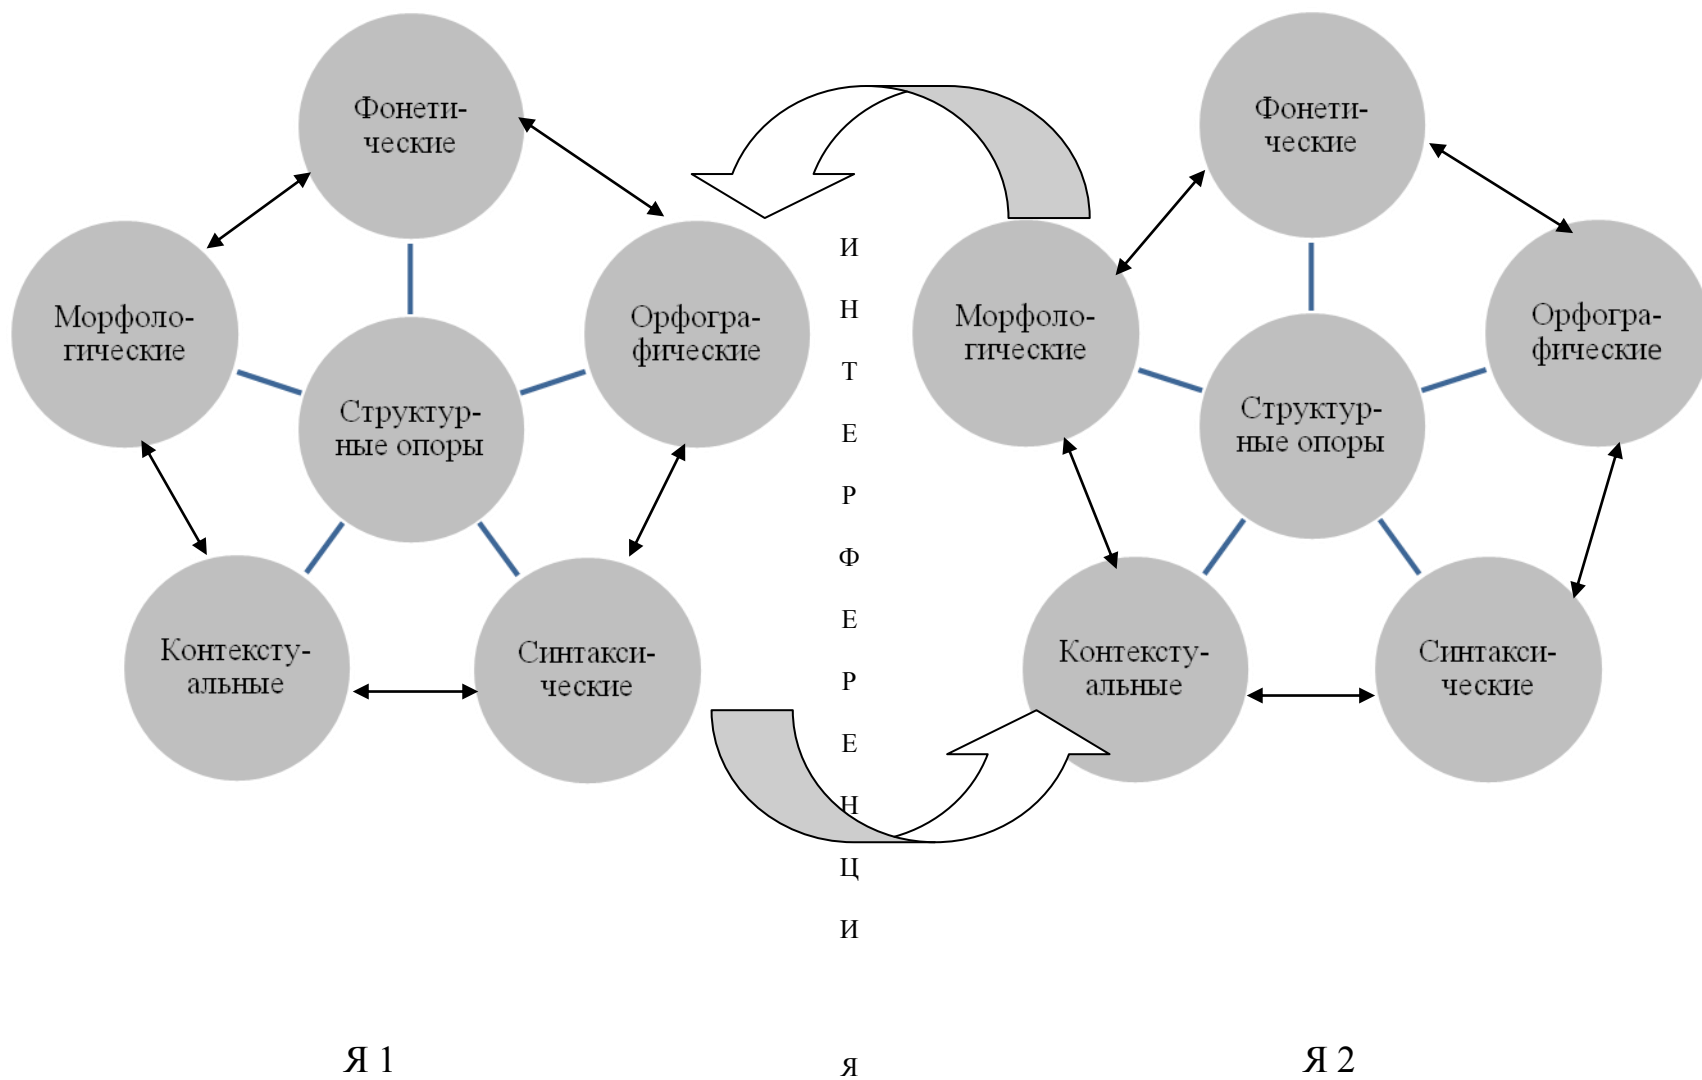 Фонети-
ческие
Морфоло-
гические
Орфогра-
фические
Структур-
ные опоры
Контексту-
альные
Синтакси-
ческие
И
Н
Т
Е
Р
Ф
Е
Р
Е
Н
Ц
И
Я
Фонети-
ческие
Морфоло-
гические
Орфогра-
фические
Структур-
ные опоры
Контексту-
альные
Синтакси-
ческие
Я 1
Я 2